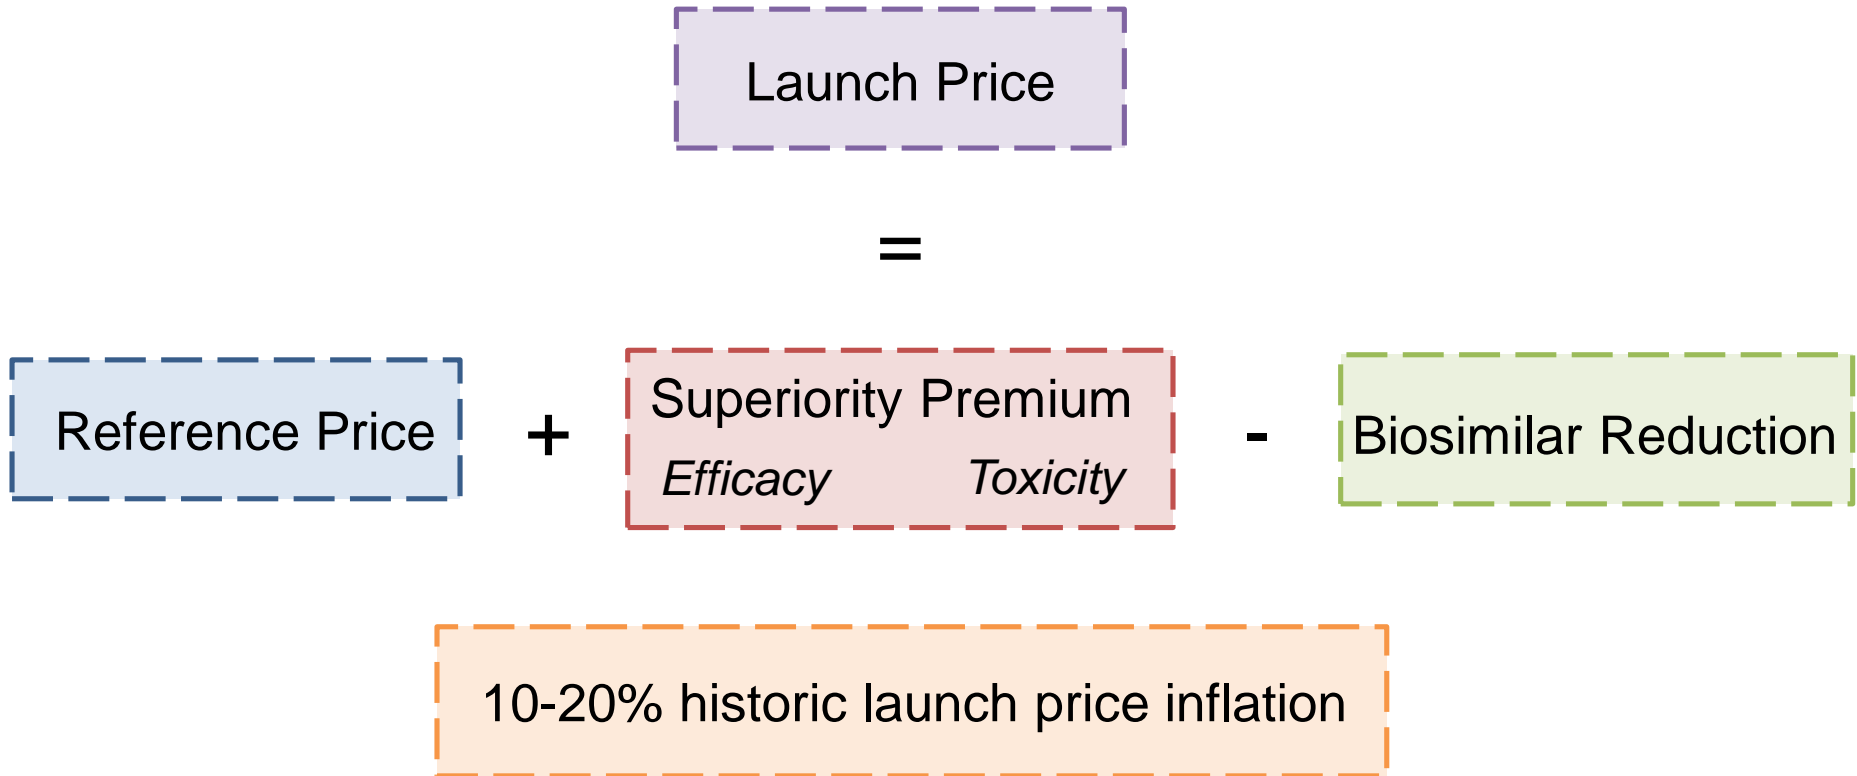 Launch Price
=
Reference Price + Superiority Premium - Biosimilar Reduction
Efficacy Toxicity
10-20% historic launch price inflation